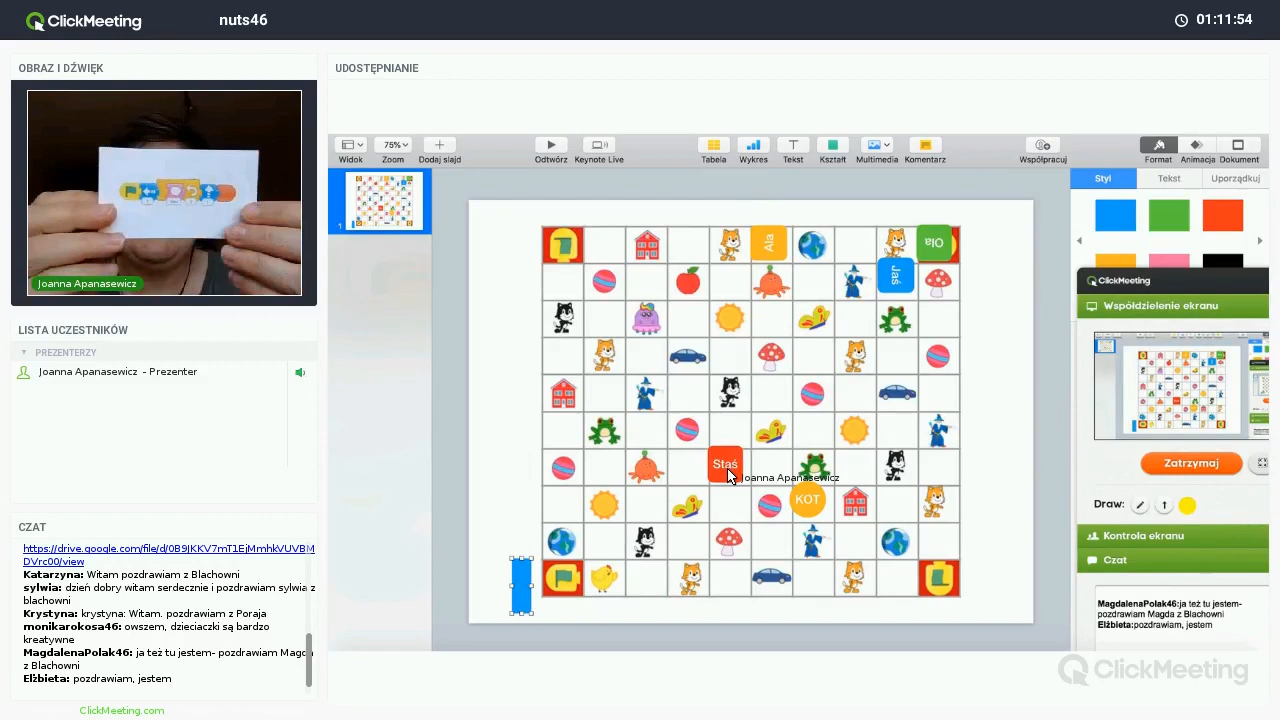 ClickMeeting
nuts46
01:11:54
OBRAZ I DŹWIĘK
Joanna Apanasewicz
LISTA UCZESTNIKÓW
PREZENTERZY
Joanna Apanasewicz - Prezenter
CZAT
https://drive.google.com/file/d/0B9JKKV7mT1EjMmhkVUVBM
DVrc00/view
Katarzyna: Witam pozdrawiam z Blachowni
sylwia: dzień dobry witam serdecznie i pozdrawiam sylwia z
blachowni
Krystyna: krystyna: Witam. pozdrawiam z Poraja
monikarokosa46: owszem, dzieciaczki są bardzo
kreatywne
MagdalenaPolak46: ja też tu jestem- pozdrawiam Magda
z Blachowni
Elżbieta: pozdrawiam, jestem
ClickMeeting.com
UDOSTĘPNIANIE
Widok
75%
Zoom
Dodaj slajd
Odtwórz
Keynote Live
Tabela
Wykres
Tekst
Kształt
Multimedia
Komentarz
Współpracuj
Format
Animacja
Dokument
1
Styl
Tekst
Uporządkuj
Ala
Ola
Jaś
Staś
Joanna Apanasewicz
KOT
ClickMeeting
Współdzielenie ekranu
Zatrzymaj
Draw:
Kontrola ekranu
Czat
MagdalenaPolak46:ja też tu jestem-
pozdrawiam Magda z Blachowni
Elżbieta:pozdrawiam, jestem
ClickMeeting